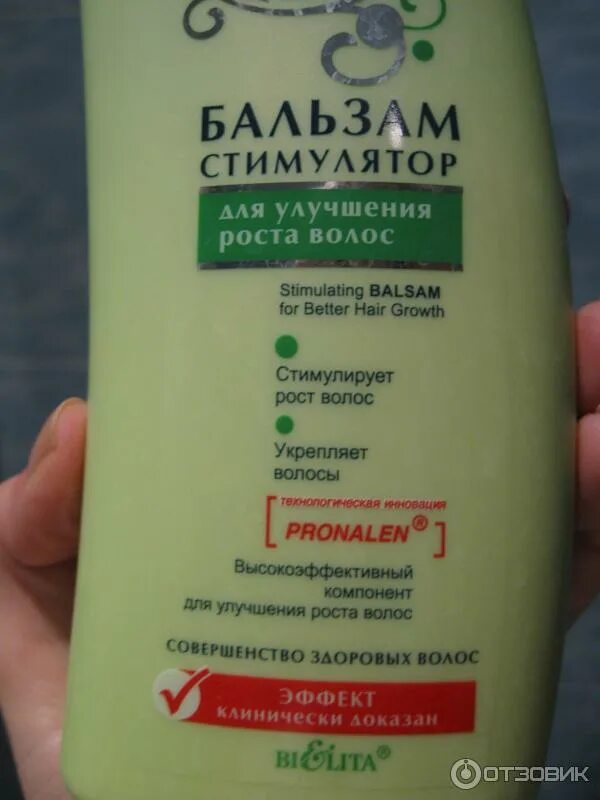 БАЛЬЗАМ
СТИМУЛЯТОР
для улучшения
роста волос
Stimulating BALSAM
for Better Hair Growth
Стимулирует
рост волос
Укрепляет
волосы
технологическая инновация
PRONALEN®
Высокоэффективный
компонент
для улучшения роста волос
СОВЕРШЕНСТВО ЗДОРОВЫХ ВОЛОС
ЭФФЕКТ
КЛИНИЧЕСКИ ДОКАЗАН
BIELITA®
ОТЗОВИК